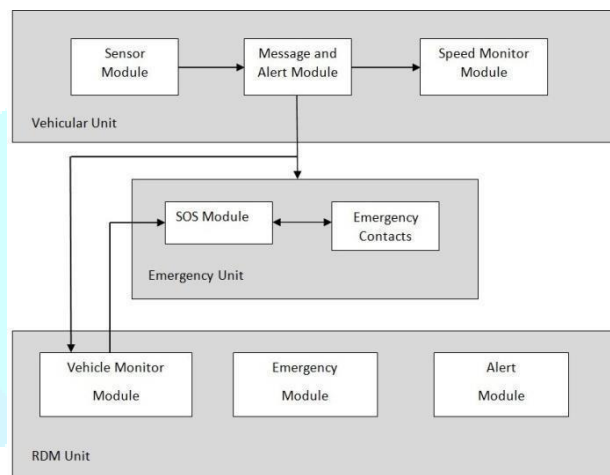 Sensor
Module
Message and
Alert Module
Speed Monitor
Module
Vehicular Unit
SOS Module
Emergency
Contacts
Emergency Unit
Vehicle Monitor
Module
Emergency
Module
Alert
Module
RDM Unit